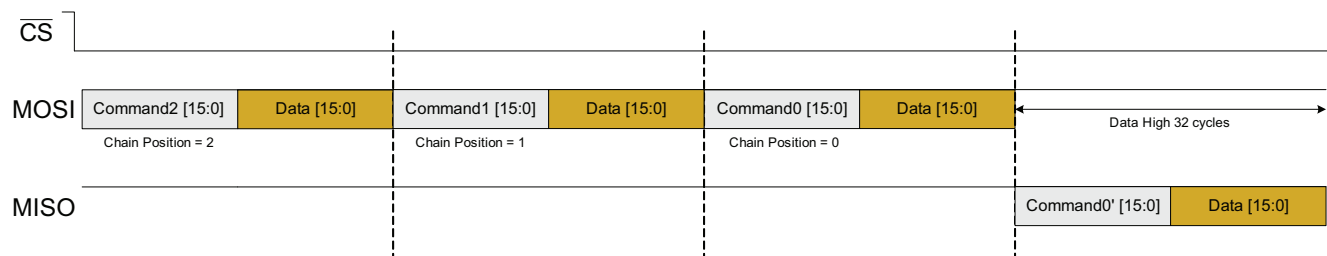 CS
MOSI Command2 [15:0] Data [15:0] Command1 [15:0] Data [15:0] Command0 [15:0] Data [15:0] Data High 32 cycles
Chain Position = 2 Chain Position = 1 Chain Position = 0
MISO Command0' [15:0] Data [15:0]